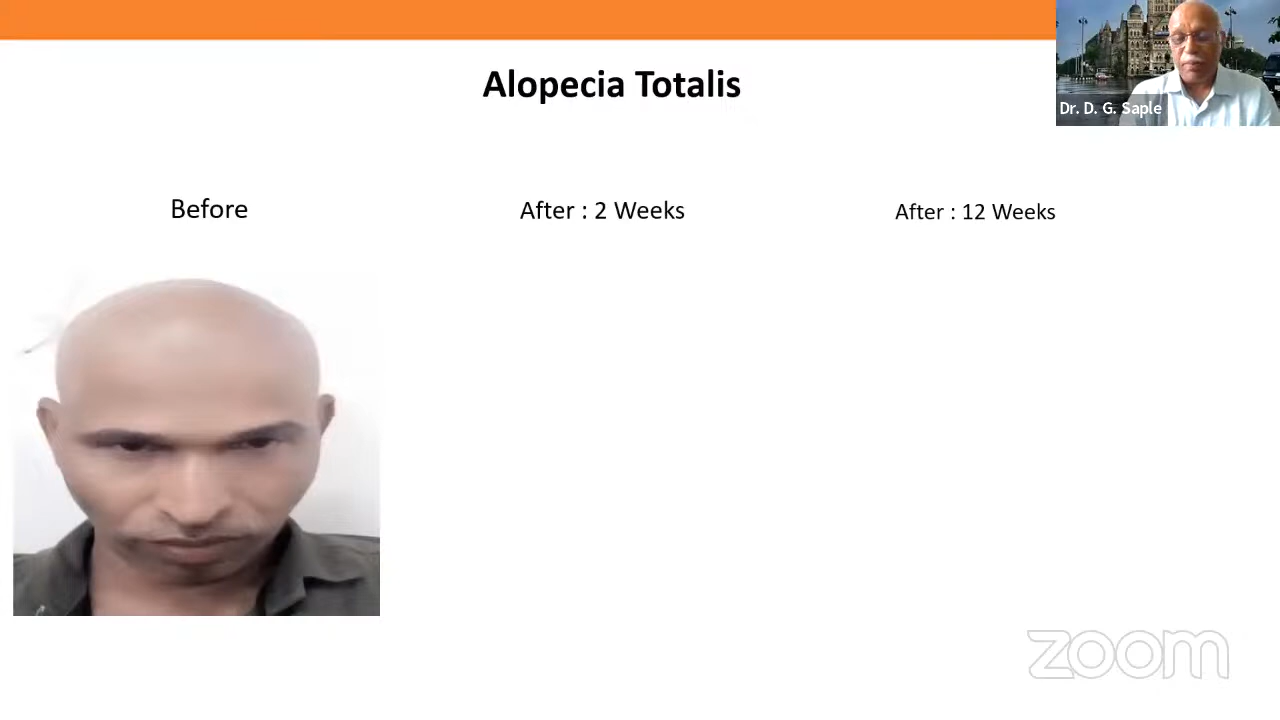 Alopecia Totalis
Dr. D. G. Saple
Before
After : 2 Weeks
After : 12 Weeks
zoom